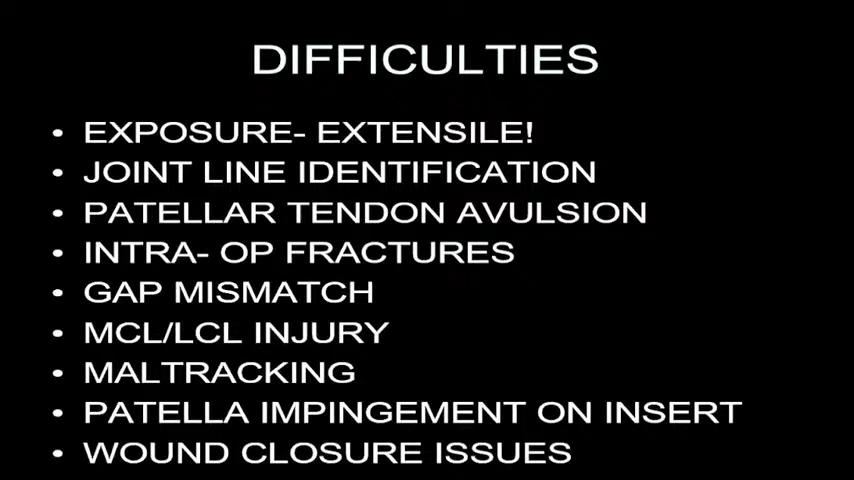 DIFFICULTIES
• EXPOSURE- EXTENSILE!
• JOINT LINE IDENTIFICATION
• PATELLAR TENDON AVULSION
• INTRA- OP FRACTURES
• GAP MISMATCH
• MCL/LCL INJURY
• MALTRACKING
• PATELLA IMPINGEMENT ON INSERT
• WOUND CLOSURE ISSUES